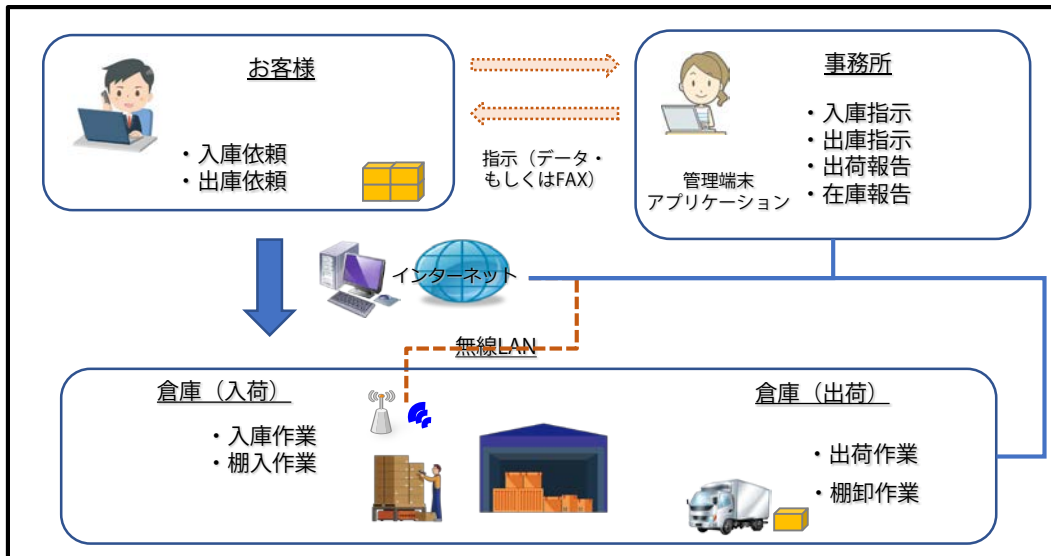 お客様
・入庫依頼
・出庫依頼
指示（データ・
もしくはFAX）
事務所
・入庫指示
・出庫指示
・出荷報告
・在庫報告
管理端末
アプリケーション
インターネット
無線LAN
倉庫（入荷）
・入庫作業
・棚入作業
倉庫（出荷）
・出荷作業
・棚卸作業